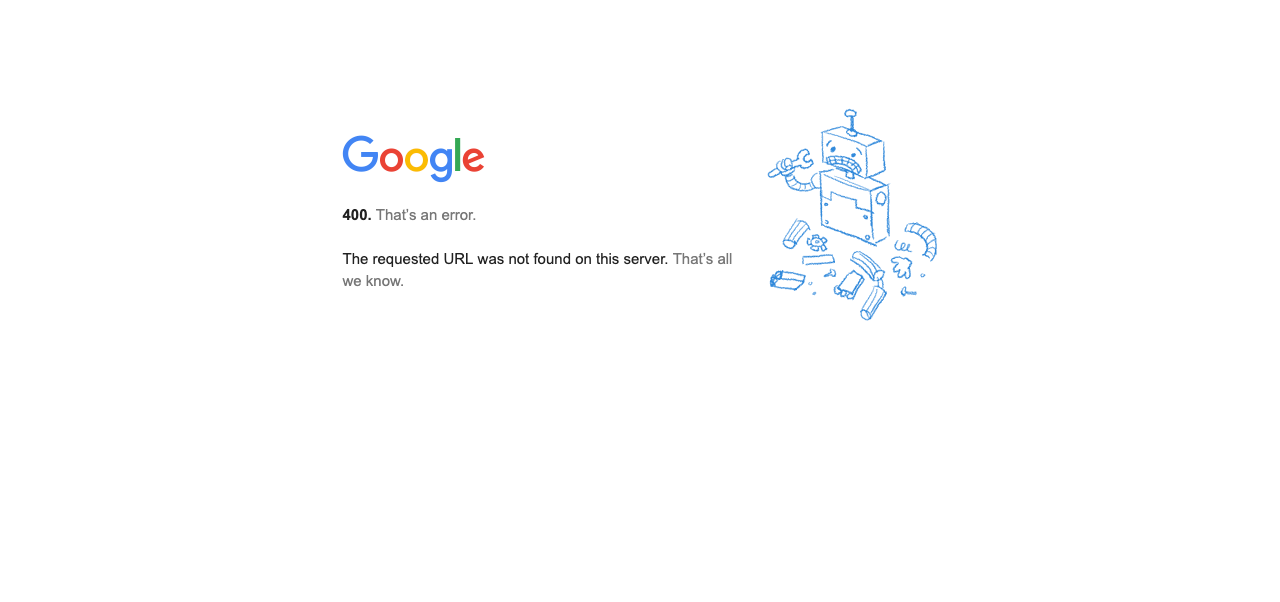 Google
400. That’s an error.
The requested URL was not found on this server. That’s all
we know.